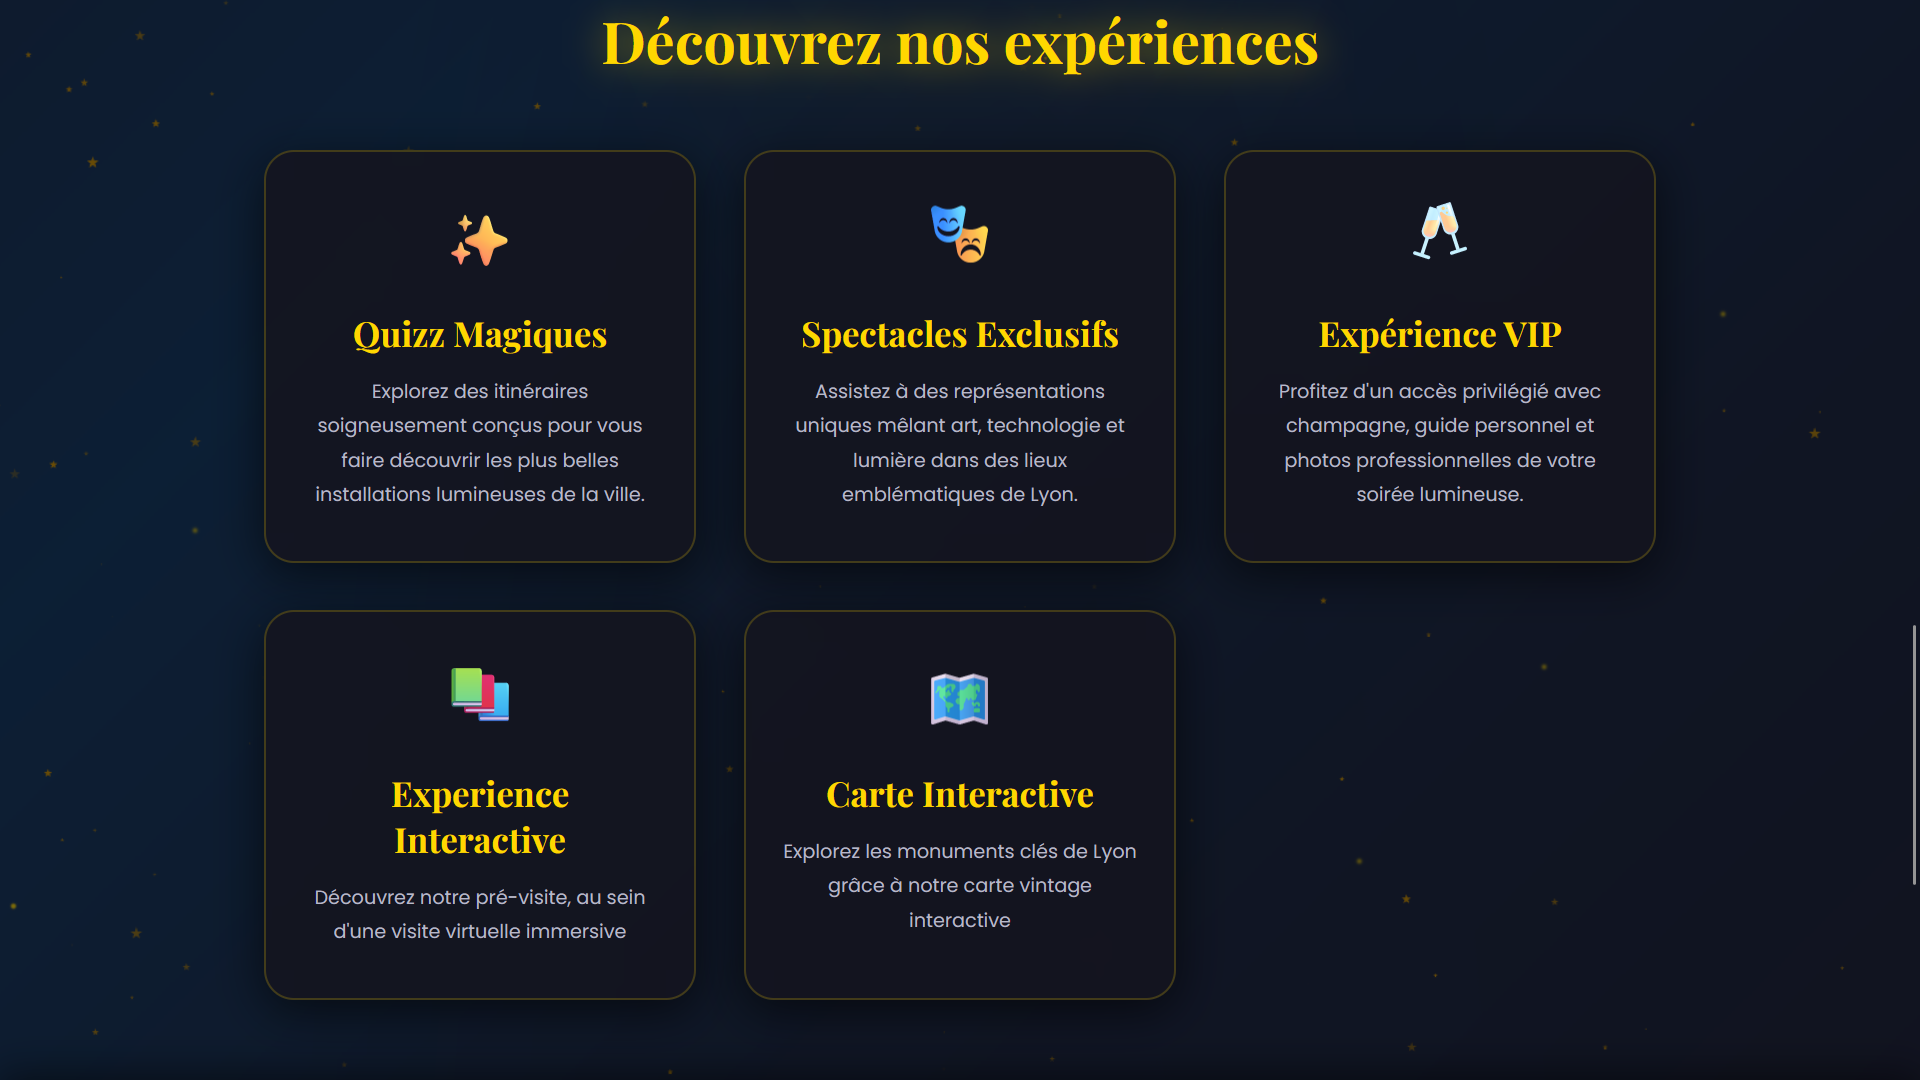 Découvrez nos expériences
Quizz Magiques
Explorez des itinéraires
soigneusement conçus pour vous
faire découvrir les plus belles
installations lumineuses de la ville.
Spectacles Exclusifs
Assistez à des représentations
uniques mêlant art, technologie et
lumière dans des lieux
emblématiques de Lyon.
Expérience VIP
Profitez d'un accès privilégié avec
champagne, guide personnel et
photos professionnelles de votre
soirée lumineuse.
Experience
Interactive
Découvrez notre pré-visite, au sein
d'une visite virtuelle immersive
Carte Interactive
Explorez les monuments clés de Lyon
grâce à notre carte vintage
interactive